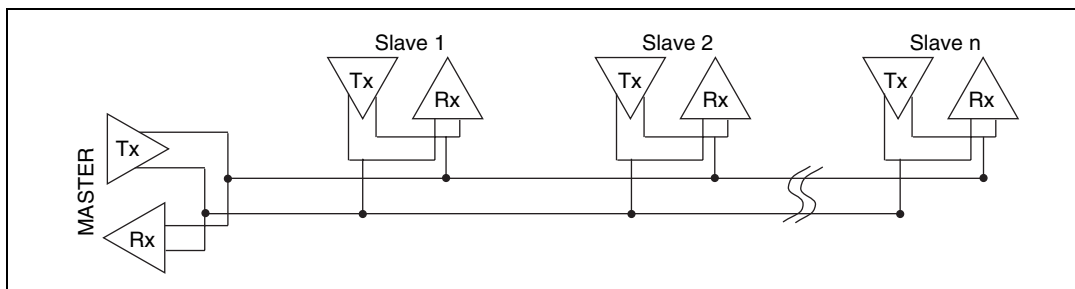 Slave 1
Slave 2
Slave n
Tx
Rx
Tx
Rx
Tx
Rx
MASTER
Tx
Rx